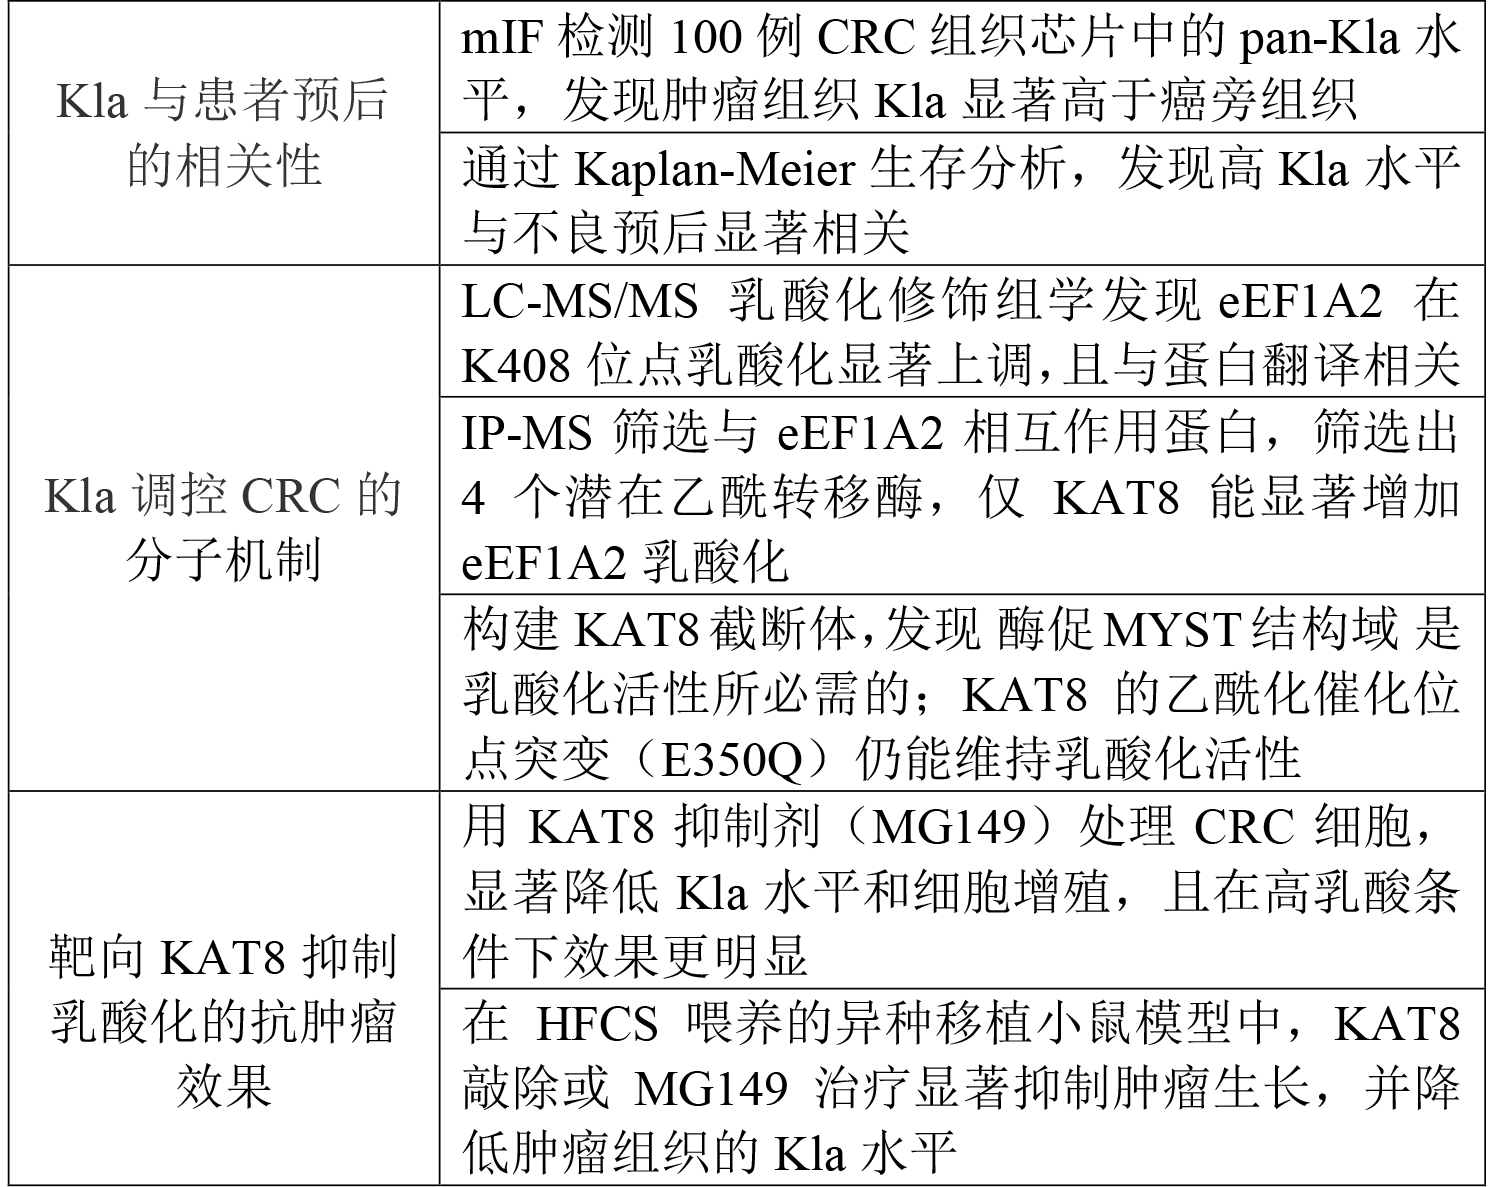 Kla 与患者预后
的相关性
mIF 检测 100 例 CRC 组织芯片中的 pan-Kla 水
平，发现肿瘤组织 Kla 显著高于癌旁组织
通过 Kaplan-Meier 生存分析，发现高 Kla 水平
与不良预后显著相关
Kla 调控 CRC 的
分子机制
LC-MS/MS 乳酸化修饰组学发现 eEF1A2 在
K408 位点乳酸化显著上调，且与蛋白翻译相关
IP-MS 筛选与 eEF1A2 相互作用蛋白，筛选出
4 个潜在乙酰转移酶，仅 KAT8 能显著增加
eEF1A2 乳酸化
构建 KAT8 截断体，发现 酶促 MYST 结构域 是
乳酸化活性所必需的；KAT8 的乙酰化催化位
点突变（E350Q）仍能维持乳酸化活性
靶向 KAT8 抑制
乳酸化的抗肿瘤
效果
用 KAT8 抑制剂（MG149）处理 CRC 细胞，
显著降低 Kla 水平和细胞增殖，且在高乳酸条
件下效果更明显
在 HFCS 喂养的异种移植小鼠模型中，KAT8
敲除或 MG149 治疗显著抑制肿瘤生长，并降
低肿瘤组织的 Kla 水平